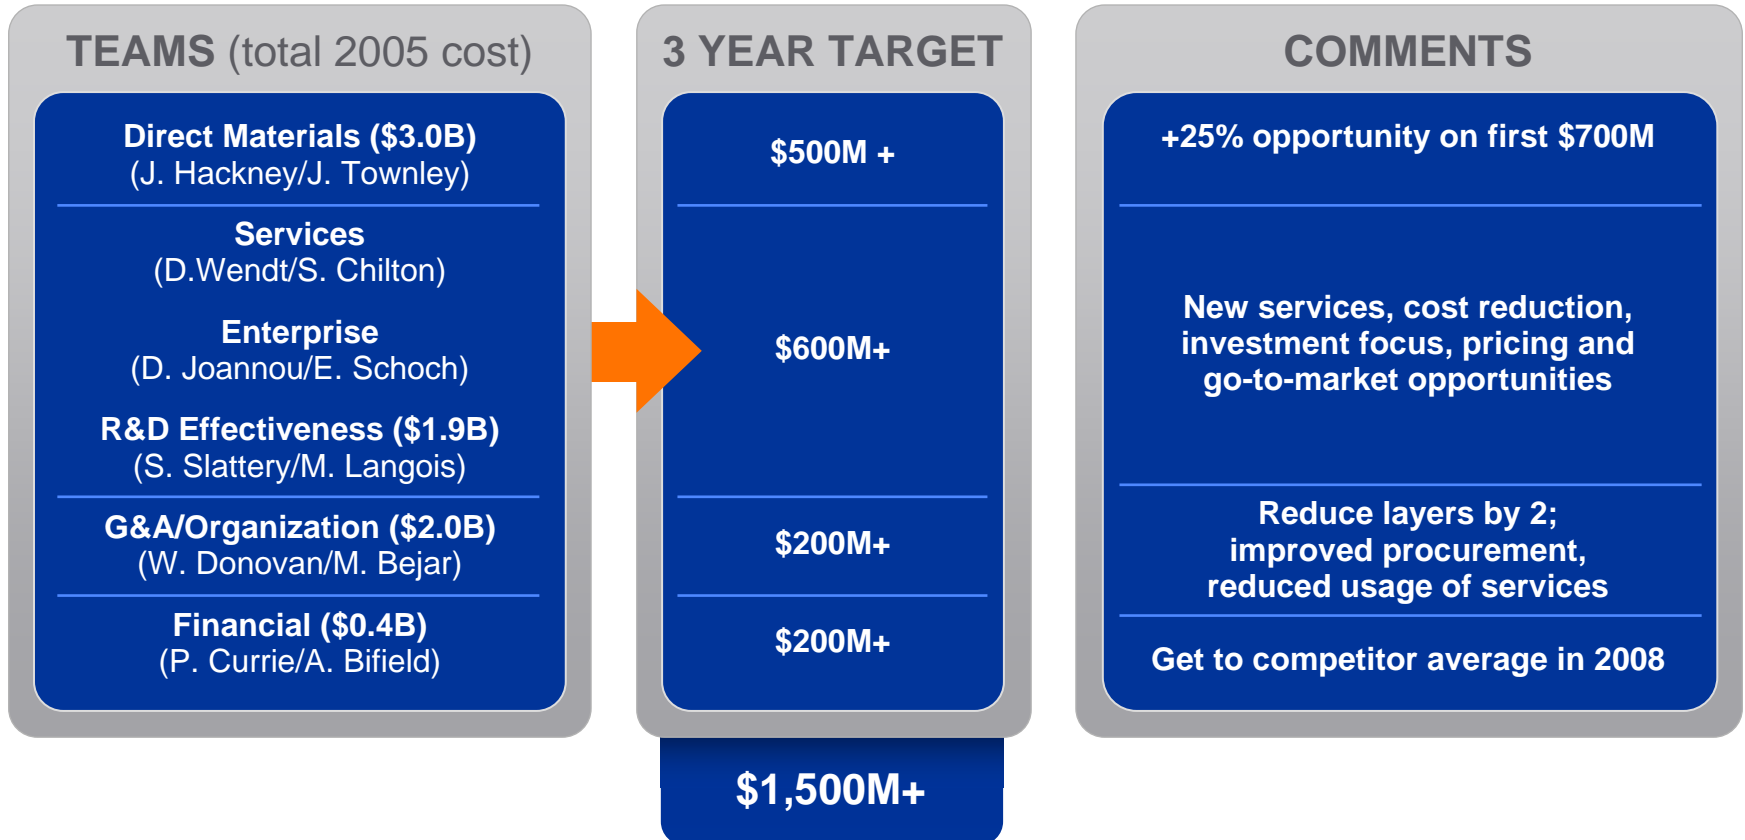 TEAMS (total 2005 cost)
Direct Materials ($3.0B)
(J. Hackney/J. Townley)
Services
(D.Wendt/S. Chilton)
Enterprise
(D. Joannou/E. Schoch)
R&D Effectiveness ($1.9B)
(S. Slattery/M. Langois)
G&A/Organization ($2.0B)
(W. Donovan/M. Bejar)
Financial ($0.4B)
(P. Currie/A. Bifield)
3 YEAR TARGET
$500M +
$600M+
$200M+
$200M+
$1,500M+
COMMENTS
+25% opportunity on first $700M
New services, cost reduction,
investment focus, pricing and
go-to-market opportunities
Reduce layers by 2;
improved procurement,
reduced usage of services
Get to competitor average in 2008